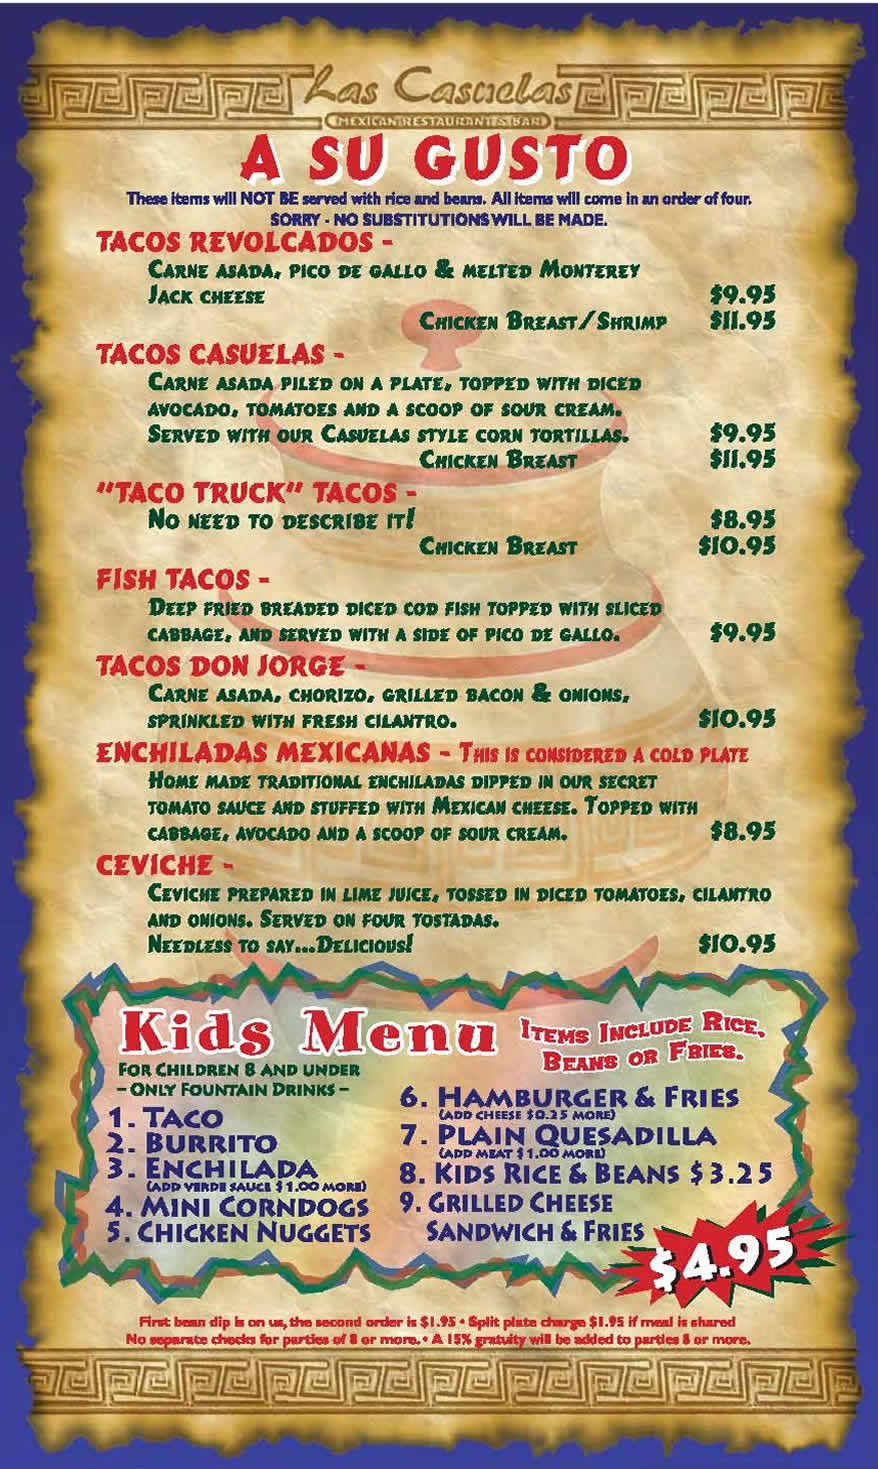 Las Casuelas
MEXICAN RESTAURANT & BAR
A SU GUSTO
These items will NOT BE served with rice and beans. All items will come in an order of four.
SORRY - NO SUBSTITUTIONS WILL BE MADE.
TACOS REVOLCADOS -
CARNE ASADA, PICO DE GALLO & MELTED MONTEREY
JACK CHEESE $9.95
CHICKEN BREAST/SHRIMP $11.95
TACOS CASUELAS -
CARNE ASADA PILED ON A PLATE, TOPPED WITH DICED
AVOCADO, TOMATOES AND A SCOOP OF SOUR CREAM.
SERVED WITH OUR CASUELAS STYLE CORN TORTILLAS. $9.95
CHICKEN BREAST $11.95
"TACO TRUCK" TACOS -
NO NEED TO DESCRIBE IT! $8.95
CHICKEN BREAST $10.95
FISH TACOS -
DEEP FRIED BREADED DICED COD FISH TOPPED WITH SLICED
CABBAGE, AND SERVED WITH A SIDE OF PICO DE GALLO. $9.95
TACOS DON JORGE -
CARNE ASADA, CHORIZO, GRILLED BACON & ONIONS,
SPRINKLED WITH FRESH CILANTRO. $10.95
ENCHILADAS MEXICANAS - THIS IS CONSIDERED A COLD PLATE
HOME MADE TRADITIONAL ENCHILADAS DIPPED IN OUR SECRET
TOMATO SAUCE AND STUFFED WITH MEXICAN CHEESE. TOPPED WITH
CABBAGE, AVOCADO AND A SCOOP OF SOUR CREAM. $8.95
CEVICHE -
CEVICHE PREPARED IN LIME JUICE, TOSSED IN DICED TOMATOES, CILANTRO
AND ONIONS. SERVED ON FOUR TOSTADAS.
NEEDLESS TO SAY...DELICIOUS! $10.95
Kids Menu
ITEMS INCLUDE RICE,
BEANS OR FRIES.
FOR CHILDREN 8 AND UNDER
- ONLY FOUNTAIN DRINKS -
1. TACO
2. BURRITO
3. ENCHILADA
(ADD VERDE SAUCE $1.00 MORE)
4. MINI CORNDOGS
5. CHICKEN NUGGETS
6. HAMBURGER & FRIES
(ADD CHEESE $0.25 MORE)
7. PLAIN QUESADILLA
(ADD MEAT $1.00 MORE)
8. KIDS RICE & BEANS $3.25
9. GRILLED CHEESE
SANDWICH & FRIES
$4.95
First bean dip is on us, the second order is $1.95 • Split plate charge $1.95 if meal is shared
No separate checks for parties of 8 or more. • A 15% gratuity will be added to parties 8 or more.